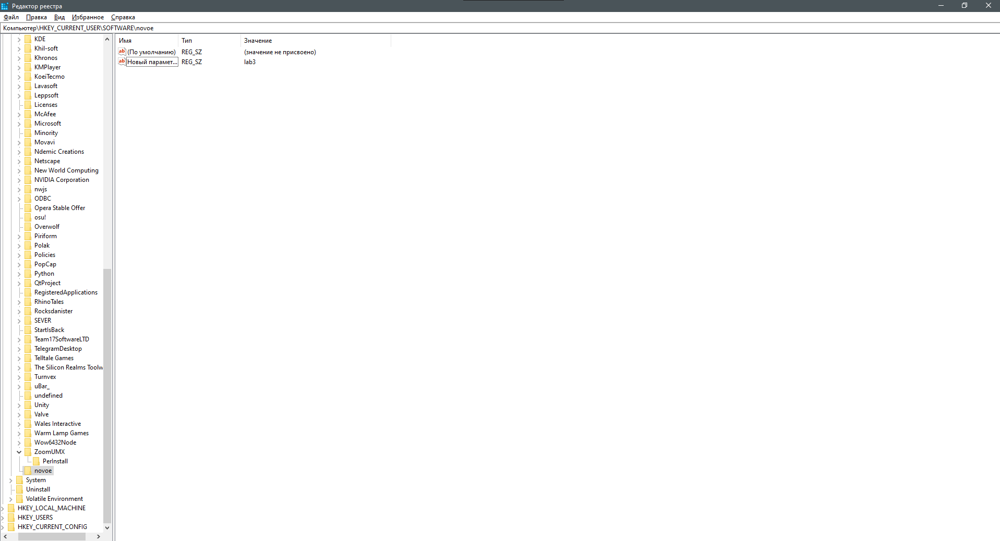 Редактор реестра
Файл Правка Вид Избранное Справка
Компьютер\HKEY_CURRENT_USER\SOFTWARE\novoe
KDE
Khil-soft
Khronos
KMPlayer
KoeiTecmo
Lavasoft
Leppsoft
Licenses
McAfee
Microsoft
Minority
Movavi
Ndemic Creations
Netscape
New World Computing
NVIDIA Corporation
nwjs
ODBC
Opera Stable Offer
osu!
Overwolf
Piriform
Polak
Policies
PopCap
Python
QtProject
RegisteredApplications
RhinoTales
Rocksdanister
SEVER
StartIsBack
Team17SoftwareLTD
TelegramDesktop
Telltale Games
The Silicon Realms Toolw
Turnvex
uBar_
undefined
Unity
Valve
Wales Interactive
Warm Lamp Games
Wow6432Node
ZoomUMX
PerInstall
novoe
System
Uninstall
Volatile Environment
HKEY_LOCAL_MACHINE
HKEY_USERS
HKEY_CURRENT_CONFIG
Имя Тип Значение
ab (По умолчанию) REG_SZ (значение не присвоено)
ab Новый парамет... REG_SZ lab3